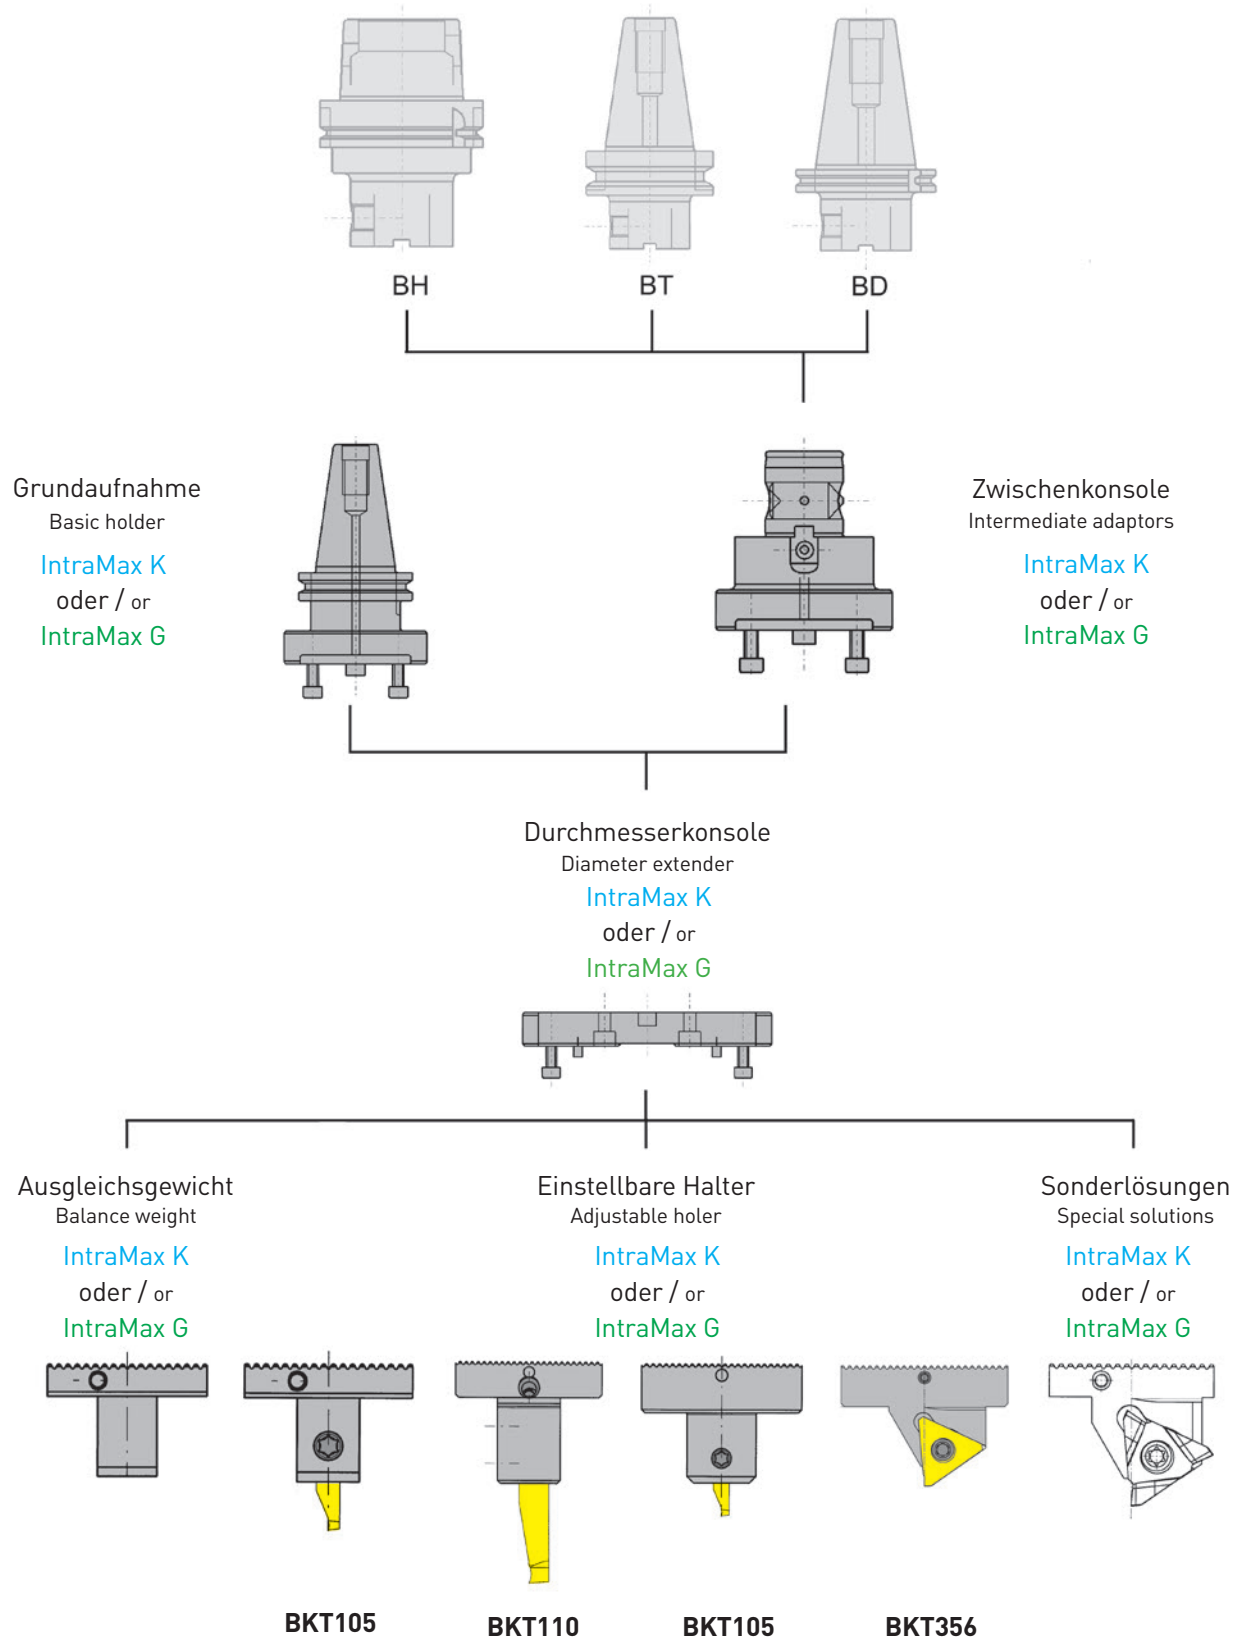 BH
BT
BD
Grundaufnahme
Basic holder
IntraMax K
oder / or
IntraMax G
Zwischenkonsole
Intermediate adaptors
IntraMax K
oder / or
IntraMax G
Durchmesserkonsole
Diameter extender
IntraMax K
oder / or
IntraMax G
Ausgleichsgewicht
Balance weight
IntraMax K
oder / or
IntraMax G
Einstellbare Halter
Adjustable holer
IntraMax K
oder / or
IntraMax G
Sonderlösungen
Special solutions
IntraMax K
oder / or
IntraMax G
BKT105
BKT110
BKT105
BKT356